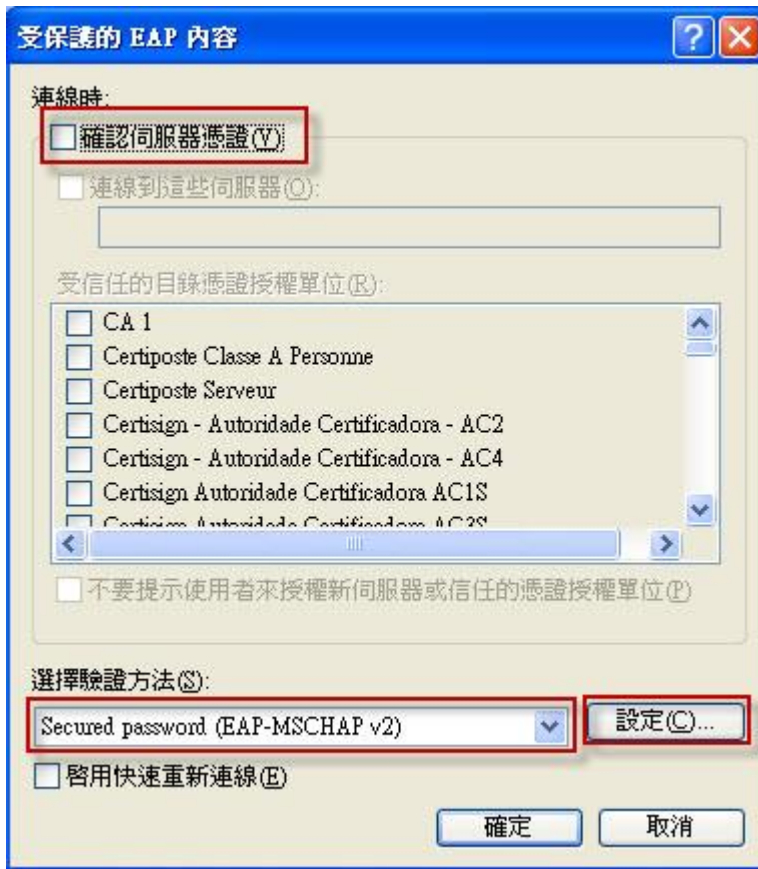 受保護的 EAP 內容
連線時:
確認伺服器憑證(V)
連線到這些伺服器(O):
受信任的目錄憑證授權單位(R):
CA 1
Certiposte Classe A Personne
Certiposte Serveur
Certisign - Autoridade Certificadora - AC2
Certisign - Autoridade Certificadora - AC4
Certisign Autoridade Certificadora AC1S
Certisign Autoridade Certificadora AC3S
不要提示使用者來授權新伺服器或信任的憑證授權單位(P)
選擇驗證方法(S):
Secured password (EAP-MSCHAP v2)
設定(C)...
啓用快速重新連線(E)
確定
取消